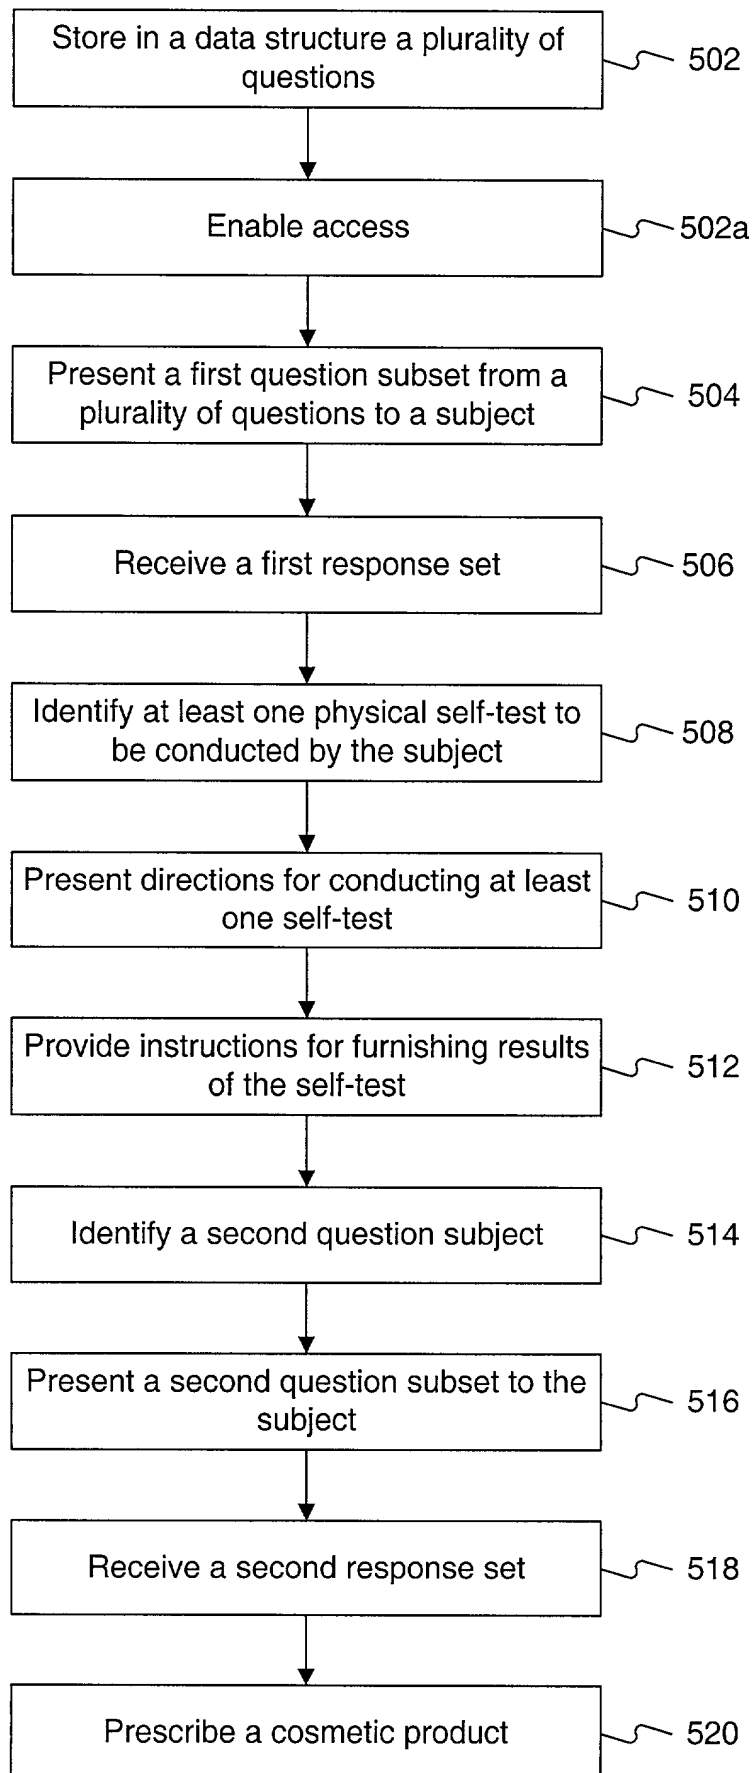 Store in a data structure a plurality of
questions
502
Enable access
502a
Present a first question subset from a
plurality of questions to a subject
504
Receive a first response set
506
Identify at least one physical self-test to
be conducted by the subject
508
Present directions for conducting at least
one self-test
510
Provide instructions for furnishing results
of the self-test
512
Identify a second question subject
514
Present a second question subset to the
subject
516
Receive a second response set
518
Prescribe a cosmetic product
520